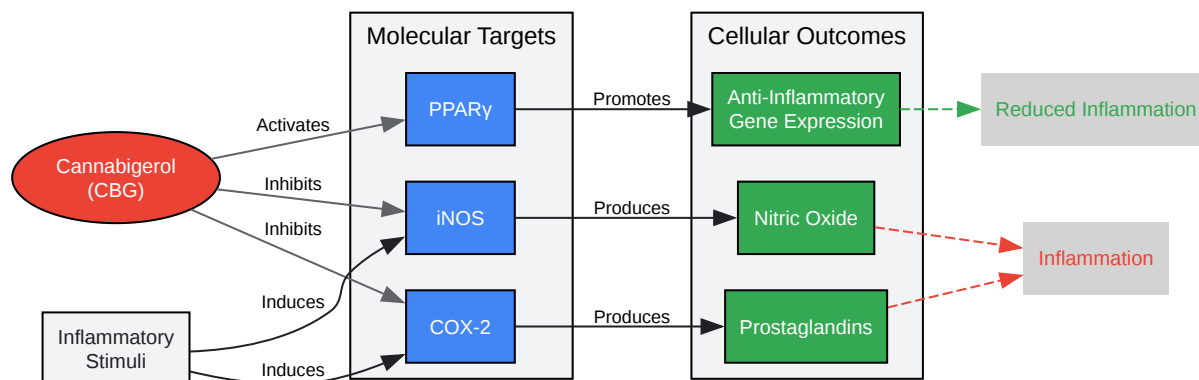 Molecular Targets
Cellular Outcomes
PPARγ
Promotes
Anti-Inflammatory
Gene Expression
Reduced Inflammation
Activates
Cannabigerol
(CBG)
Inhibits
iNOS
Produces
Nitric Oxide
Inhibits
Inflammation
Induces
COX-2
Produces
Prostaglandins
Inflammatory
Stimuli
Induces